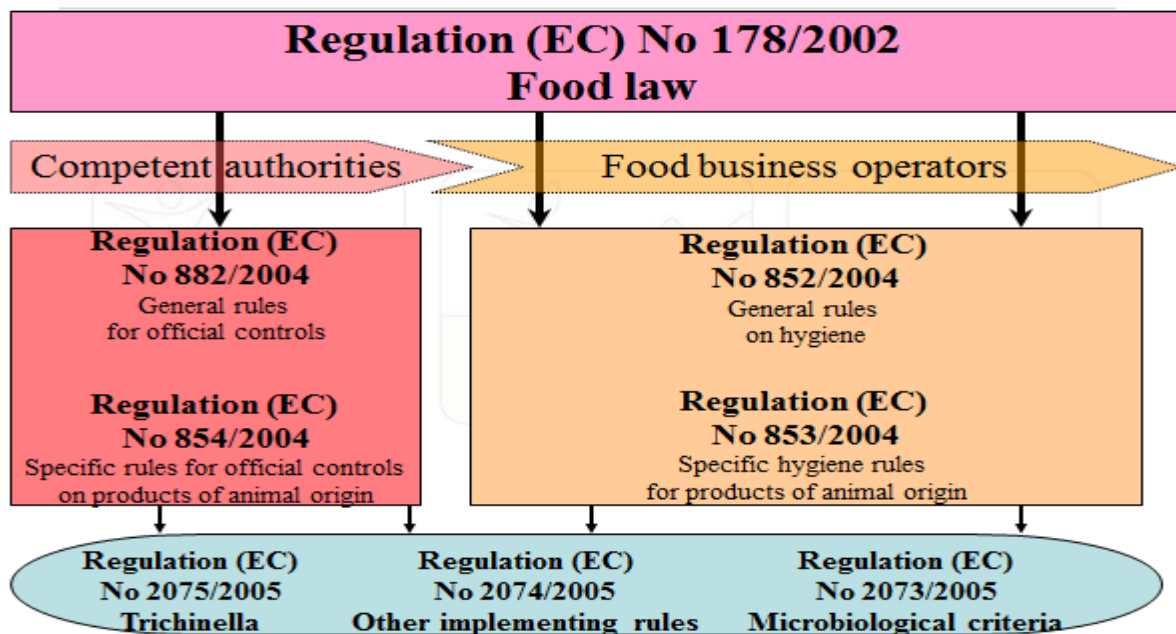 Regulation (EC) No 178/2002
Food law
Competent authorities
Food business operators
Regulation (EC)
No 882/2004
General rules
for official controls
Regulation (EC)
No 854/2004
Specific rules for official controls
on products of animal origin
Regulation (EC)
No 852/2004
General rules
on hygiene
Regulation (EC)
No 853/2004
Specific hygiene rules
for products of animal origin
Regulation (EC)
No 2075/2005
Trichinella
Regulation (EC)
No 2074/2005
Other implementing rules
Regulation (EC)
No 2073/2005
Microbiological criteria